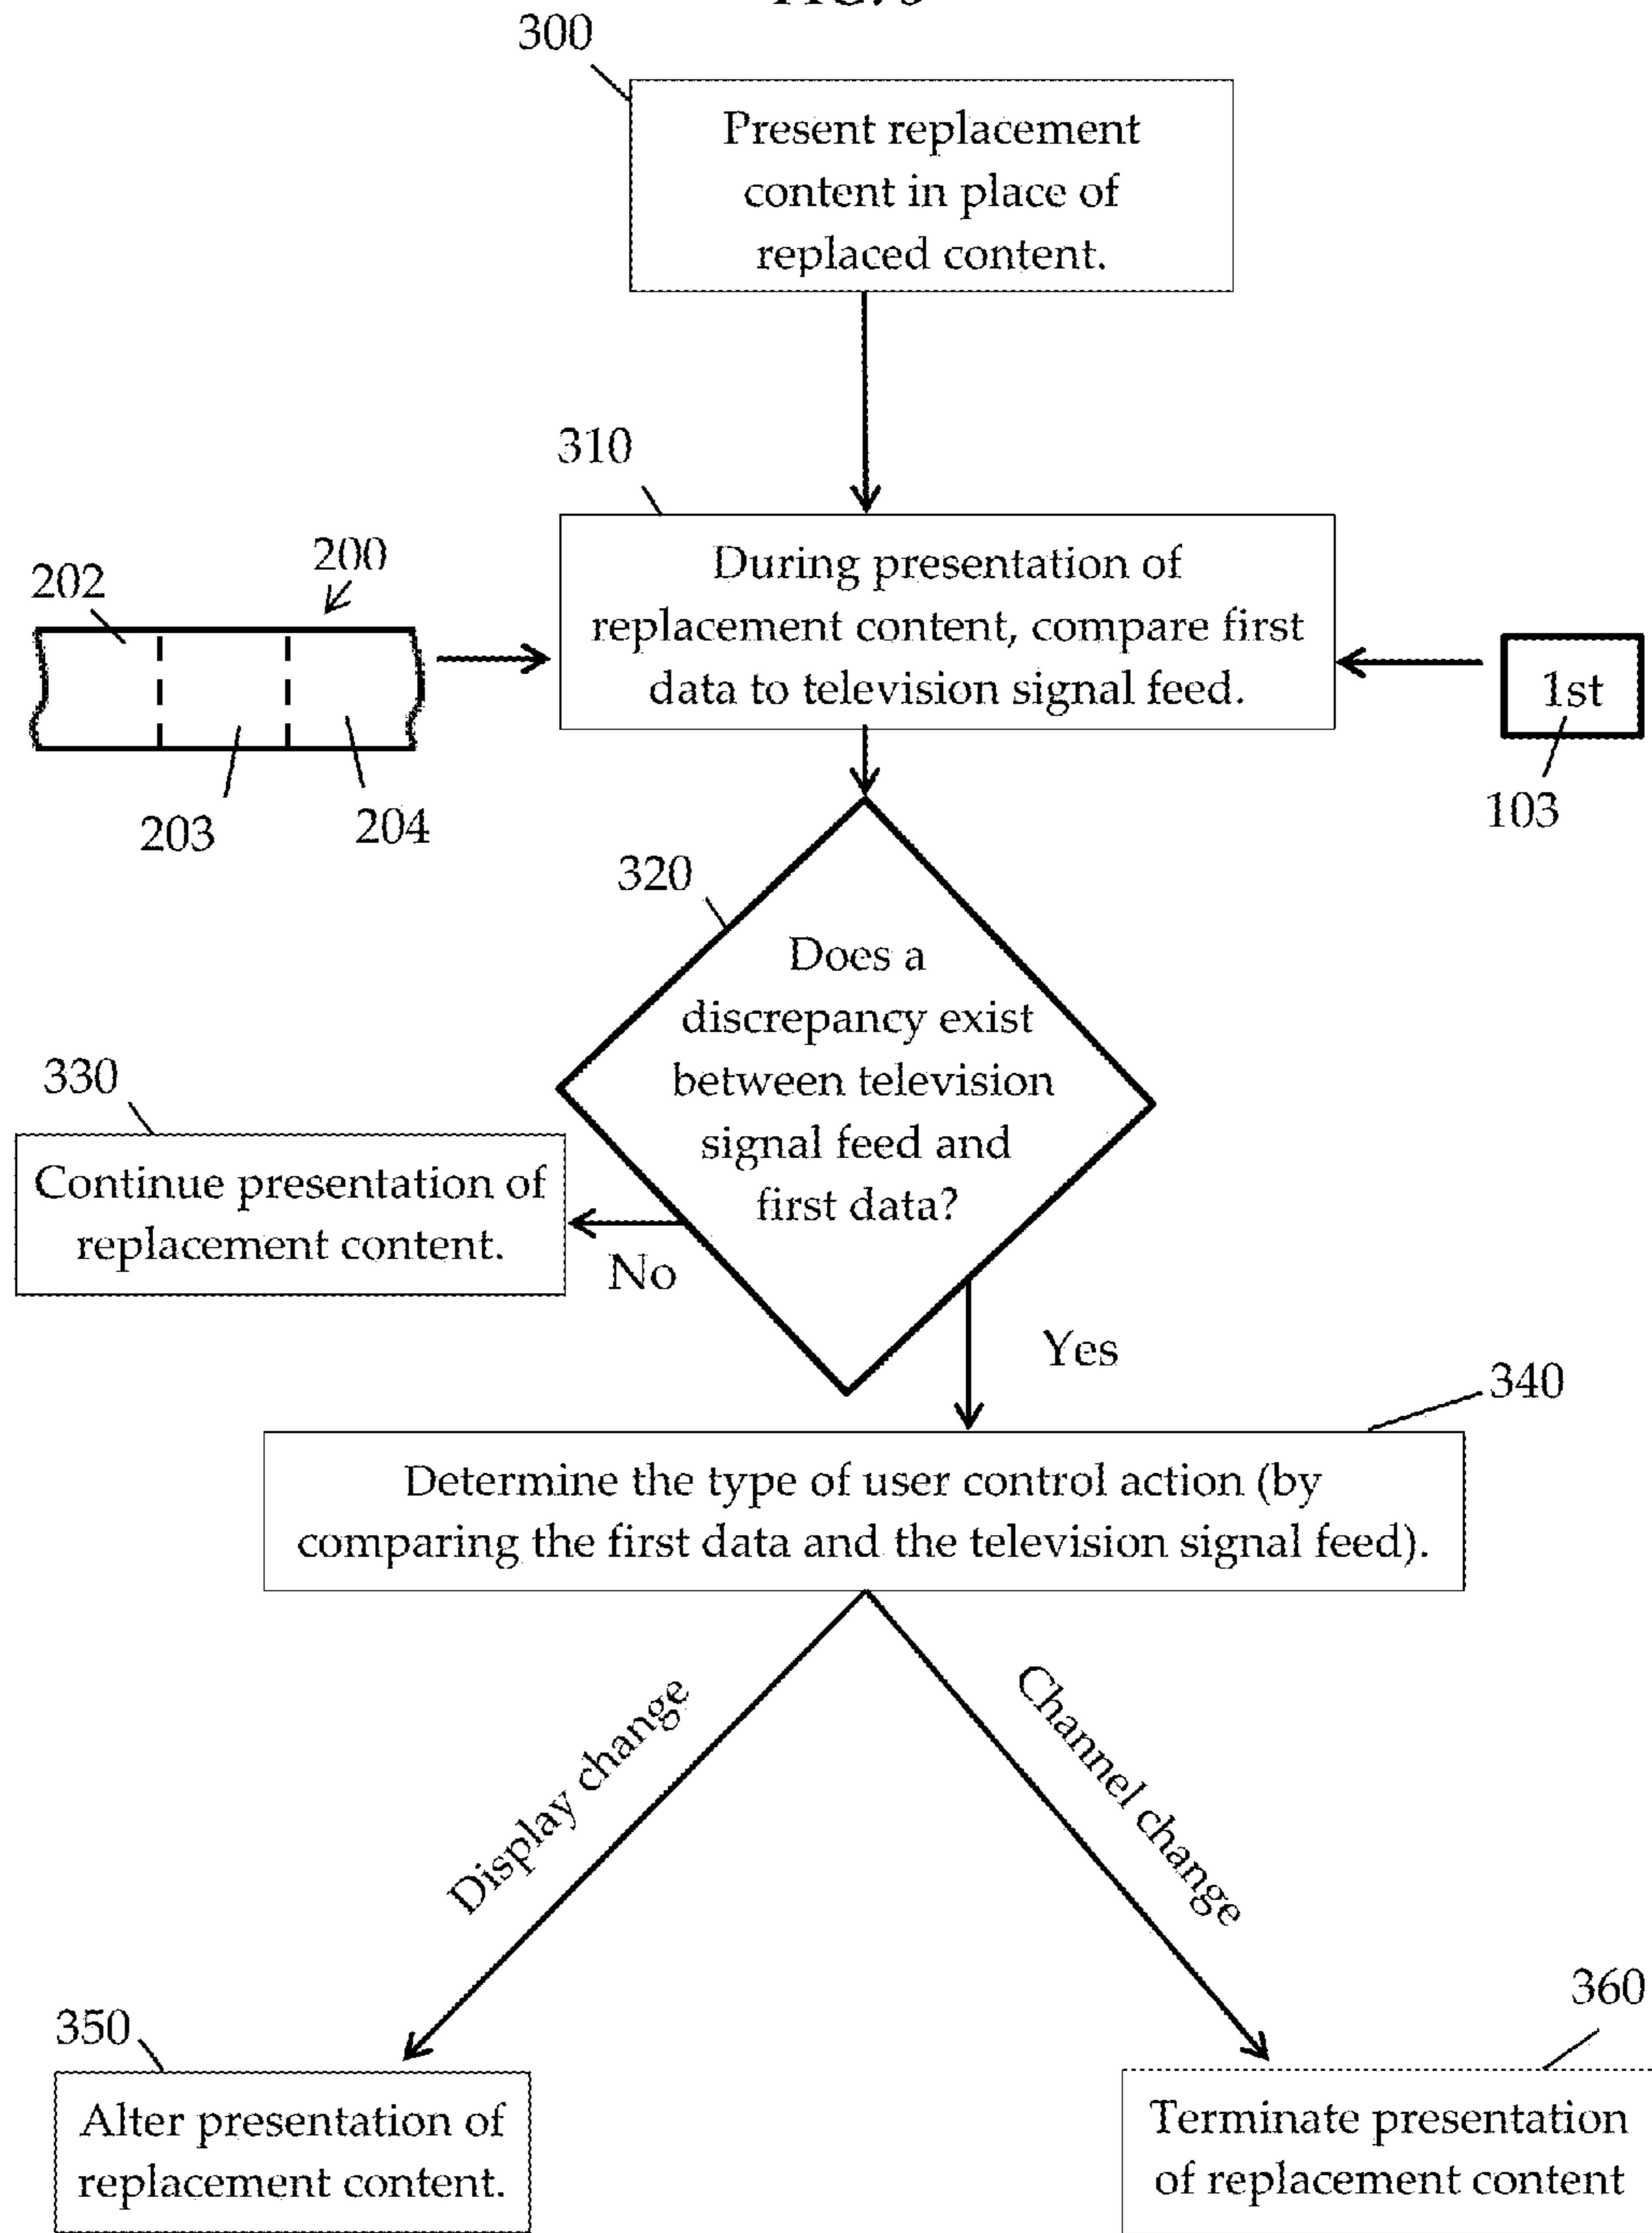 300
Present replacement
content in place of
replaced content.
310
During presentation of
replacement content, compare first
data to television signal feed.
200
202
203
204
1st
103
320
Does a
discrepancy exist
between television
signal feed and
first data?
330
Continue presentation of
replacement content.
No
Yes
340
Determine the type of user control action (by
comparing the first data and the television signal feed).
Display change
Channel change
350
Alter presentation of
replacement content.
360
Terminate presentation
of replacement content